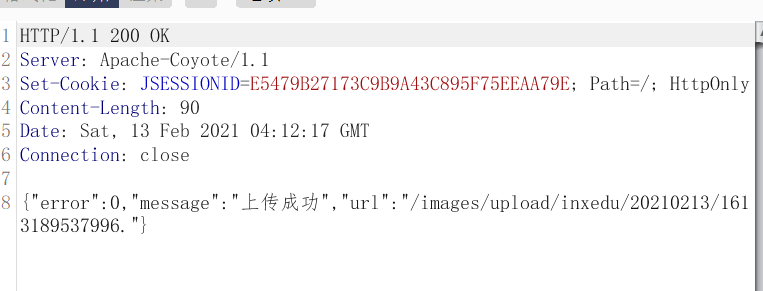 1 HTTP/1.1 200 OK
2 Server: Apache-Coyote/1.1
3 Set-Cookie: JSESSIONID=E5479B27173C9B9A43C895F75EEAA79E; Path=/; HttpOnly
4 Content-Length: 90
5 Date: Sat, 13 Feb 2021 04:12:17 GMT
6 Connection: close
7
8 {"error":0,"message":"上传成功","url":"/images/upload/inxedu/20210213/161
3189537996."}